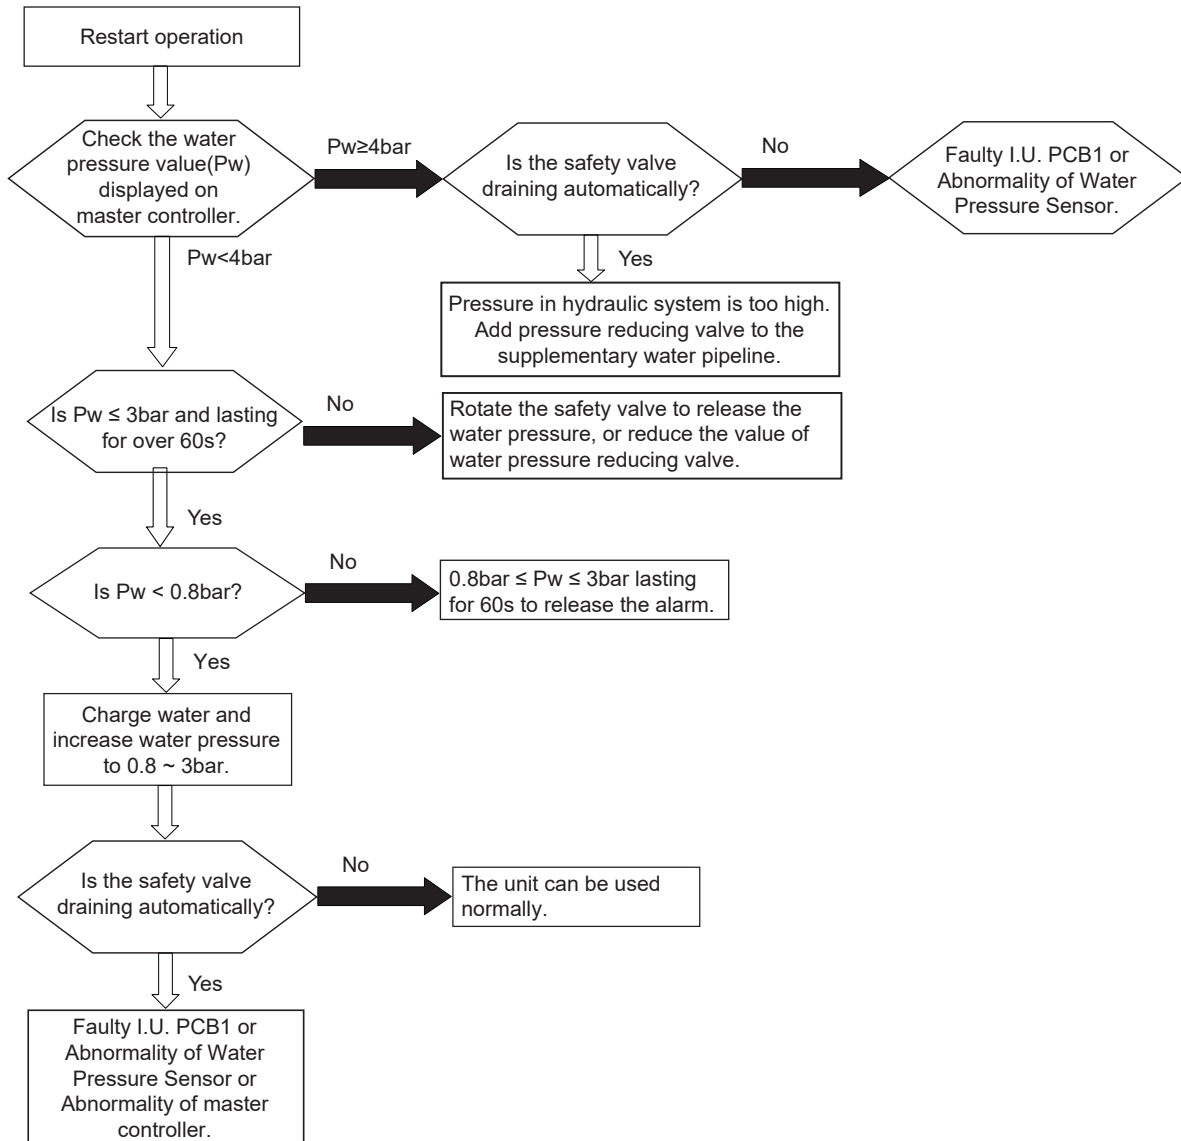 Restart operation
Check the water
pressure value(Pw)
displayed on
master controller.
Pw≥4bar
Is the safety valve
draining automatically?
No
Faulty I.U. PCB1 or
Abnormality of Water
Pressure Sensor.
Pw<4bar
Yes
Pressure in hydraulic system is too high.
Add pressure reducing valve to the
supplementary water pipeline.
Is Pw ≤ 3bar and lasting
for over 60s?
No
Rotate the safety valve to release the
water pressure, or reduce the value of
water pressure reducing valve.
Yes
Is Pw < 0.8bar?
No
0.8bar ≤ Pw ≤ 3bar lasting
for 60s to release the alarm.
Yes
Charge water and
increase water pressure
to 0.8 ~ 3bar.
Is the safety valve
draining automatically?
No
The unit can be used
normally.
Yes
Faulty I.U. PCB1 or
Abnormality of Water
Pressure Sensor or
Abnormality of master
controller.